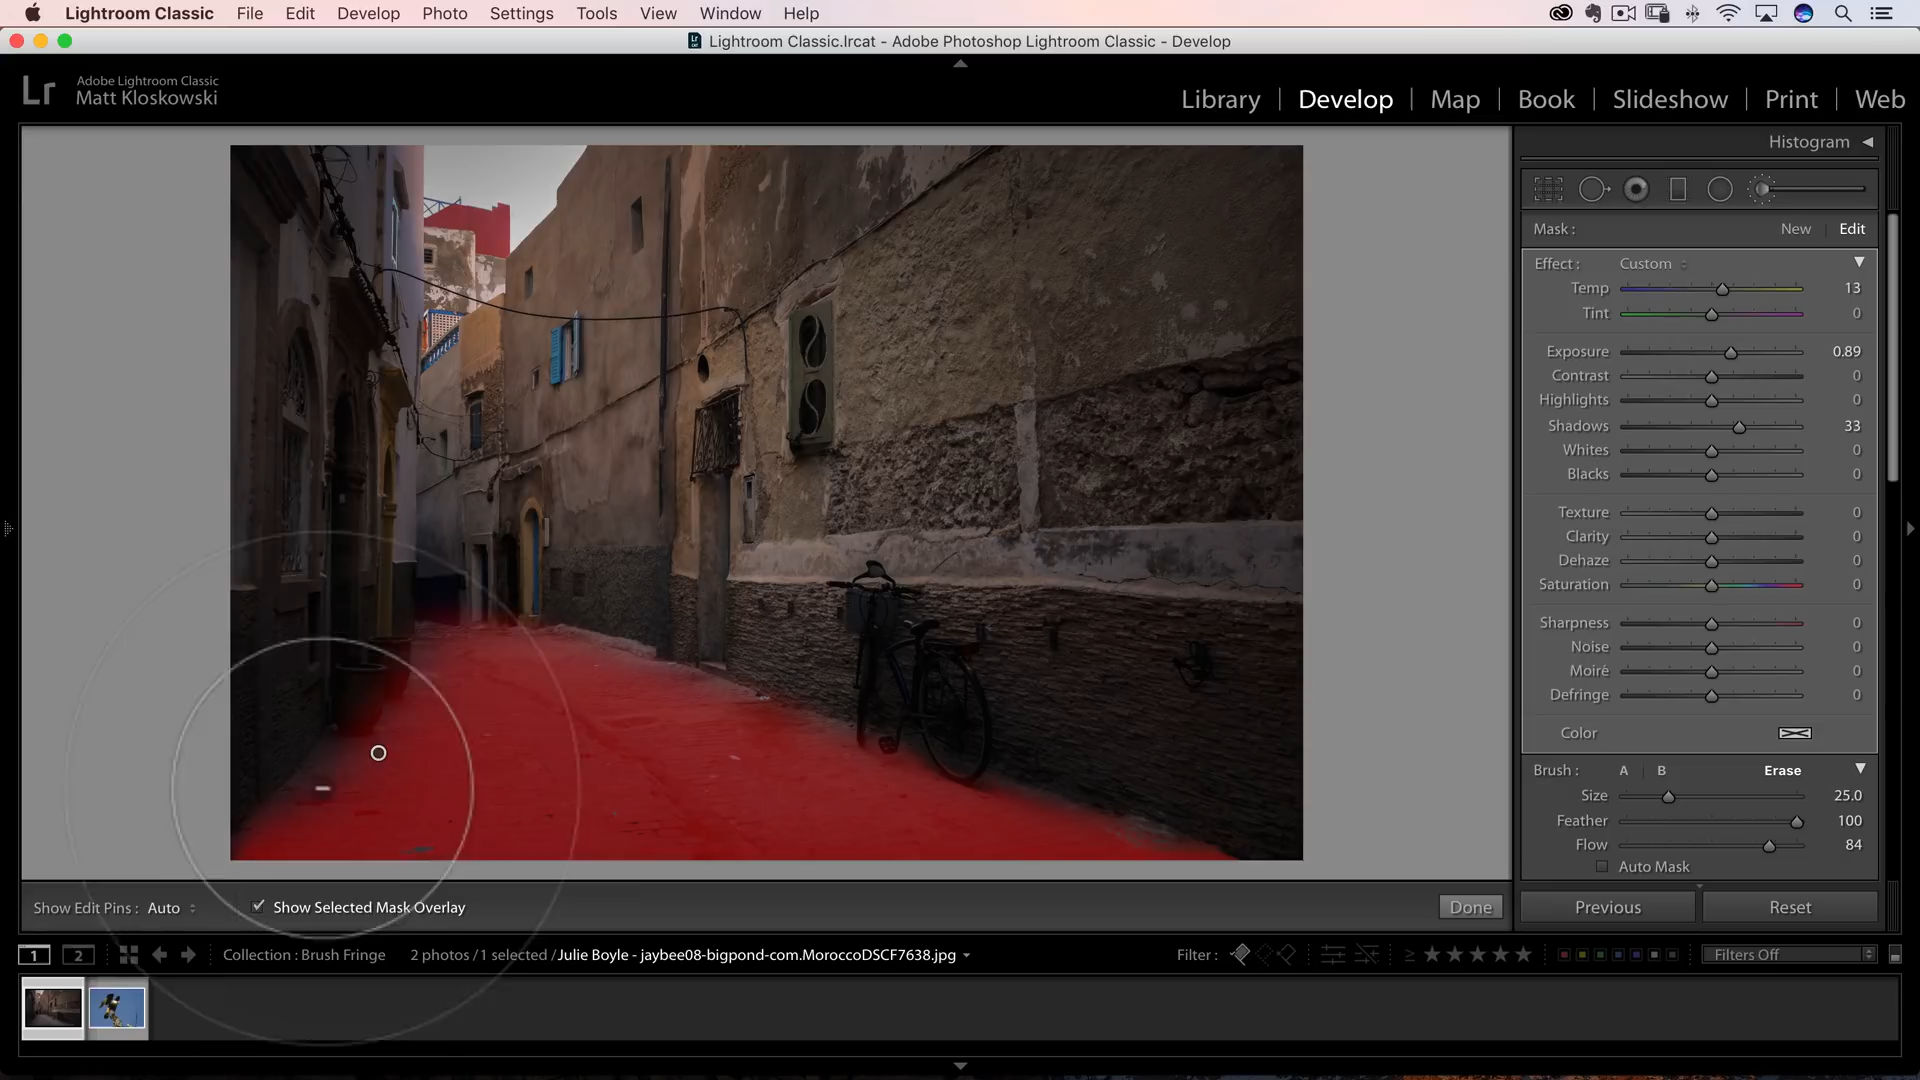 Lightroom Classic File Edit Develop Photo Settings Tools View Window Help
Lightroom Classic.lrcat - Adobe Photoshop Lightroom Classic - Develop
Lr Adobe Lightroom Classic
Matt Kloskowski
Library | Develop | Map | Book | Slideshow | Print | Web
Histogram
Mask : New Edit
Effect : Custom
Temp 13
Tint 0
Exposure 0.89
Contrast 0
Highlights 0
Shadows 33
Whites 0
Blacks 0
Texture 0
Clarity 0
Dehaze 0
Saturation 0
Sharpness 0
Noise 0
Moiré 0
Defringe 0
Color
Brush : A B Erase
Size 25.0
Feather 100
Flow 84
Auto Mask
Show Edit Pins : Auto Show Selected Mask Overlay Done Previous Reset
1 2 Collection : Brush Fringe 2 photos /1 selected /Julie Boyle - jaybee08-bigpond-com.MoroccoDSCF7638.jpg Filter : ≥ Filters Off